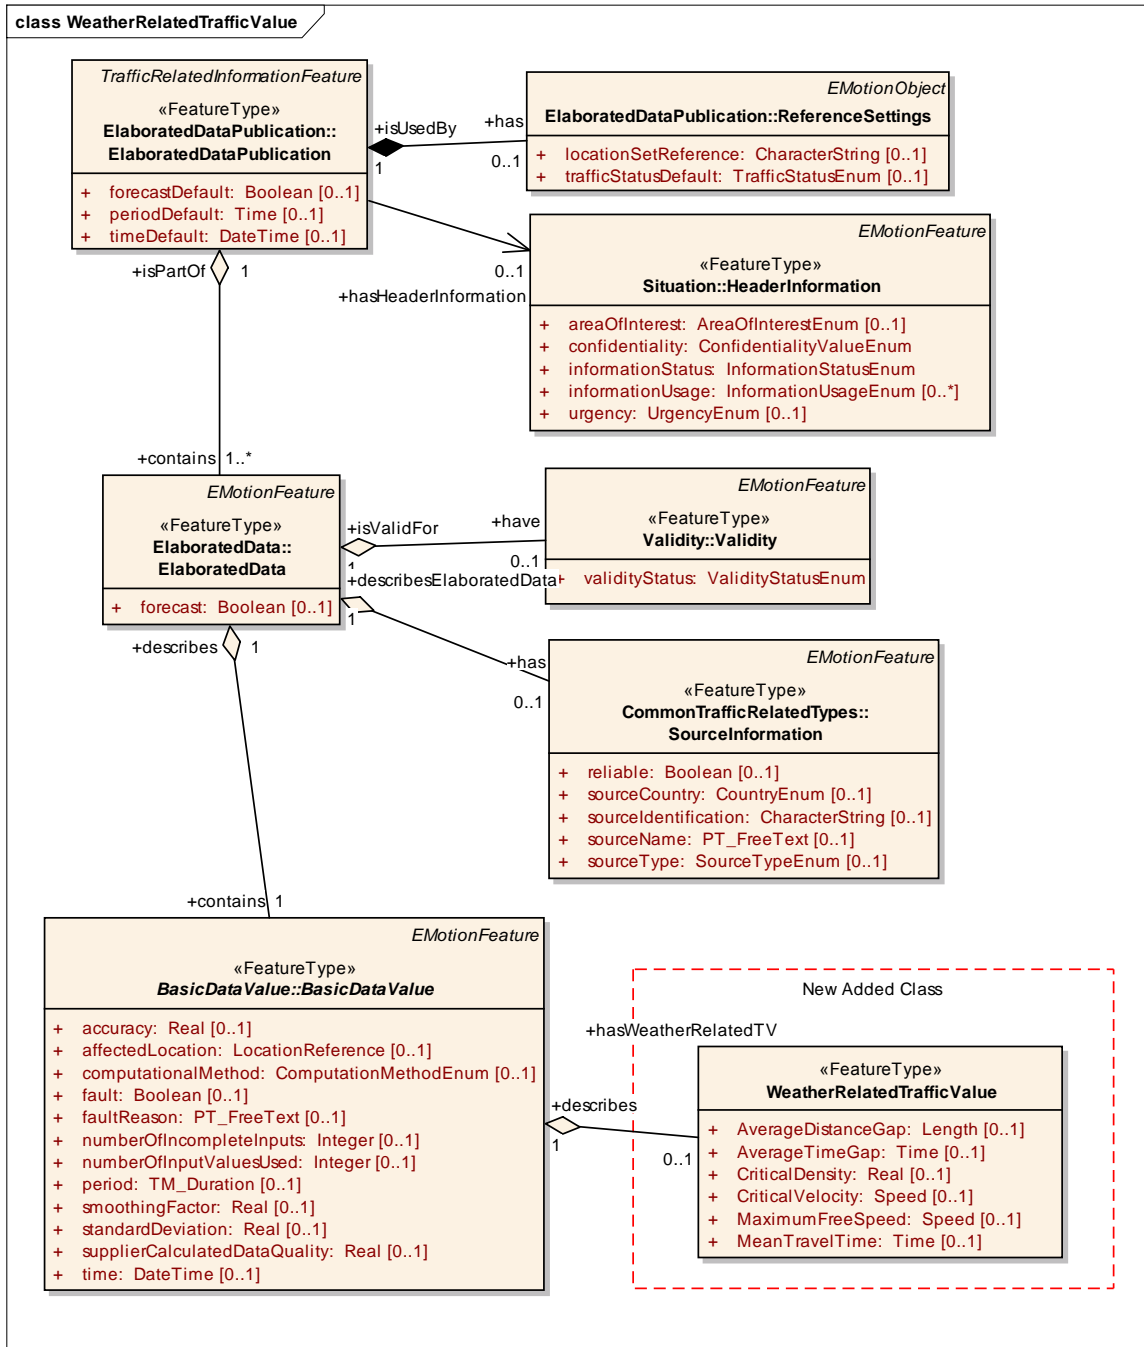 class WeatherRelatedTrafficValue
TrafficRelatedInformationFeature
«FeatureType»
ElaboratedDataPublication::
ElaboratedDataPublication
+ forecastDefault: Boolean [0..1]
+ periodDefault: Time [0..1]
+ timeDefault: DateTime [0..1]
+isUsedBy
1
+has
0..1
EMotionObject
ElaboratedDataPublication::ReferenceSettings
+ locationSetReference: CharacterString [0..1]
+ trafficStatusDefault: TrafficStatusEnum [0..1]
0..1
+hasHeaderInformation
EMotionFeature
«FeatureType»
Situation::HeaderInformation
+ areaOfInterest: AreaOfInterestEnum [0..1]
+ confidentiality: ConfidentialityValueEnum
+ informationStatus: InformationStatusEnum
+ informationUsage: InformationUsageEnum [0..*]
+ urgency: UrgencyEnum [0..1]
+isPartOf 1
+contains 1..*
EMotionFeature
«FeatureType»
ElaboratedData::
ElaboratedData
+ forecast: Boolean [0..1]
+isValidFor
1
+have
0..1
EMotionFeature
«FeatureType»
Validity::Validity
+ validityStatus: ValidityStatusEnum
+describesElaboratedData
1
+has
0..1
EMotionFeature
«FeatureType»
CommonTrafficRelatedTypes::
SourceInformation
+ reliable: Boolean [0..1]
+ sourceCountry: CountryEnum [0..1]
+ sourceIdentification: CharacterString [0..1]
+ sourceName: PT_FreeText [0..1]
+ sourceType: SourceTypeEnum [0..1]
+describes 1
+contains 1
EMotionFeature
«FeatureType»
BasicDataValue::BasicDataValue
+ accuracy: Real [0..1]
+ affectedLocation: LocationReference [0..1]
+ computationalMethod: ComputationMethodEnum [0..1]
+ fault: Boolean [0..1]
+ faultReason: PT_FreeText [0..1]
+ numberOfIncompleteInputs: Integer [0..1]
+ numberOfInputValuesUsed: Integer [0..1]
+ period: TM_Duration [0..1]
+ smoothingFactor: Real [0..1]
+ standardDeviation: Real [0..1]
+ supplierCalculatedDataQuality: Real [0..1]
+ time: DateTime [0..1]
+describes
1
+hasWeatherRelatedTV
0..1
New Added Class
«FeatureType»
WeatherRelatedTrafficValue
+ AverageDistanceGap: Length [0..1]
+ AverageTimeGap: Time [0..1]
+ CriticalDensity: Real [0..1]
+ CriticalVelocity: Speed [0..1]
+ MaximumFreeSpeed: Speed [0..1]
+ MeanTravelTime: Time [0..1]